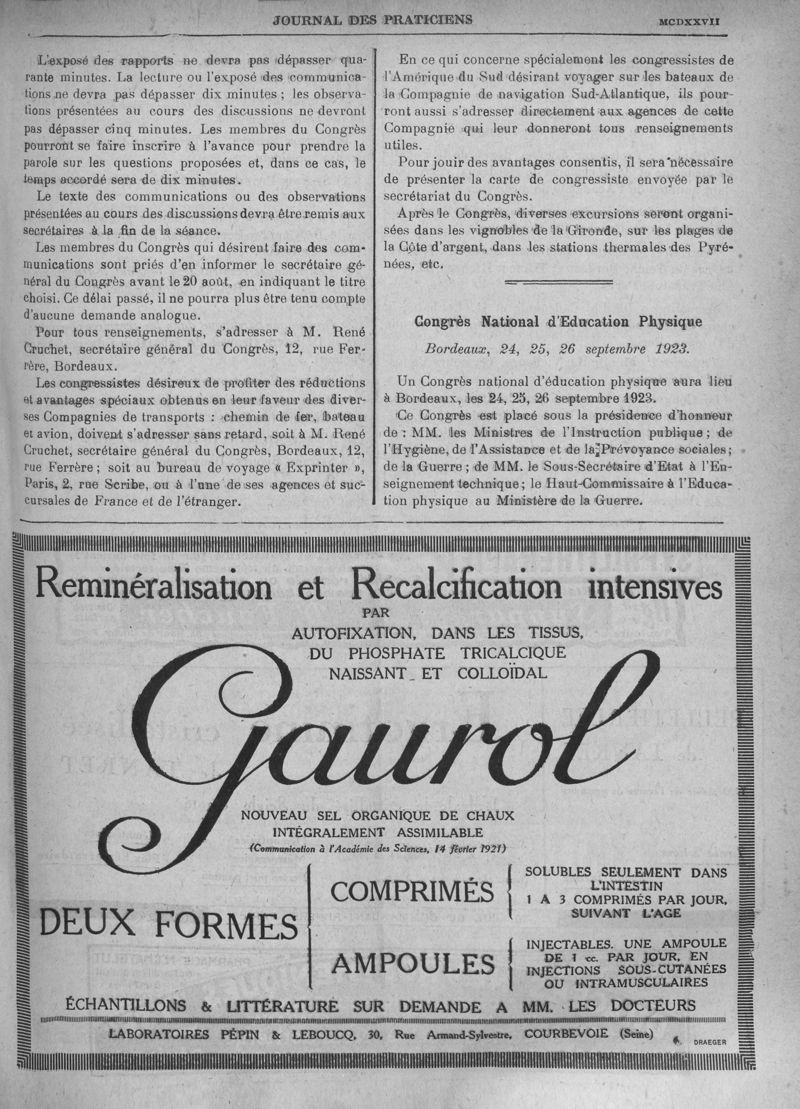 JOURNAL DES PRATICIENS
MCDXXVII
L'exposé des rapports ne devra pas dépasser qua-
rante minutes. La lecture ou l'exposé des communica-
tions ne devra pas dépasser dix minutes ; les observa-
tions présentées au cours des discussions ne devront
pas dépasser cinq minutes. Les membres du Congrès
pourront se faire inscrire à l'avance pour prendre la
parole sur les questions proposées et, dans ce cas, le
temps accordé sera de dix minutes.
Le texte des communications ou des observations
présentées au cours des discussions devra être remis aux
secrétaires à la fin de la séance.
Les membres du Congrès qui désirent faire des com-
munications sont priés d'en informer le secrétaire gé-
néral du Congrès avant le 20 août, en indiquant le titre
choisi. Ce délai passé, il ne pourra plus être tenu compte
d'aucune demande analogue.
Pour tous renseignements, s'adresser à M. René
Cruchet, secrétaire général du Congrès, 12, rue Fer-
rère, Bordeaux.
Les congressistes désireux de profiter des réductions
et avantages spéciaux obtenus en leur faveur des diver-
ses Compagnies de transports : chemin de fer, bateau
et avion, doivent s'adresser sans retard, soit à M. René
Cruchet, secrétaire général du Congrès, Bordeaux, 12,
rue Ferrère ; soit au bureau de voyage « Exprinter »,
Paris, 2, rue Scribe, ou à l'une de ses agences et suc-
cursales de France et de l'étranger.
En ce qui concerne spécialement les congressistes de
l'Amérique du Sud désirant voyager sur les bateaux de
la Compagnie de navigation Sud-Atlantique, ils pour-
ront aussi s'adresser directement aux agences de cette
Compagnie qui leur donneront tous renseignements
utiles.
Pour jouir des avantages consentis, il sera nécessaire
de présenter la carte de congressiste envoyée par le
secrétariat du Congrès.
Après le Congrès, diverses excursions seront organi-
sées dans les vignobles de la Gironde, sur les plages de
la Côte d'argent, dans les stations thermales des Pyré-
nées, etc.
Congrès National d'Education Physique
Bordeaux, 24, 25, 26 septembre 1923.
Un Congrès national d'éducation physique aura lieu
à Bordeaux, les 24, 25, 26 septembre 1923.
Ce Congrès est placé sous la présidence d'honneur
de : MM. les Ministres de l'Instruction publique ; de
l'Hygiène, de l'Assistance et de la Prévoyance sociales ;
de la Guerre ; de MM. le Sous-Secrétaire d'Etat à l'En-
seignement technique ; le Haut-Commissaire à l'Educa-
tion physique au Ministère de la Guerre.
Reminéralisation et Recalcification intensives
PAR
AUTOFIXATION, DANS LES TISSUS,
DU PHOSPHATE TRICALCIQUE
NAISSANT ET COLLOÏDAL
Gaurol
NOUVEAU SEL ORGANIQUE DE CHAUX
INTÉGRALEMENT ASSIMILABLE
(Communication à l'Académie des Sciences, 14 février 1921)
DEUX FORMES
COMPRIMÉS
SOLUBLES SEULEMENT DANS
L'INTESTIN
1 A 3 COMPRIMÉS PAR JOUR,
SUIVANT L'AGE
AMPOULES
INJECTABLES. UNE AMPOULE
DE 1 cc. PAR JOUR, EN
INJECTIONS SOUS-CUTANÉES
OU INTRAMUSCULAIRES
ÉCHANTILLONS & LITTÉRATURE SUR DEMANDE A MM. LES DOCTEURS
LABORATOIRES PÉPIN & LEBOUCQ, 30, Rue Armand-Sylvestre, COURBEVOIE (Seine)
DRAEGER